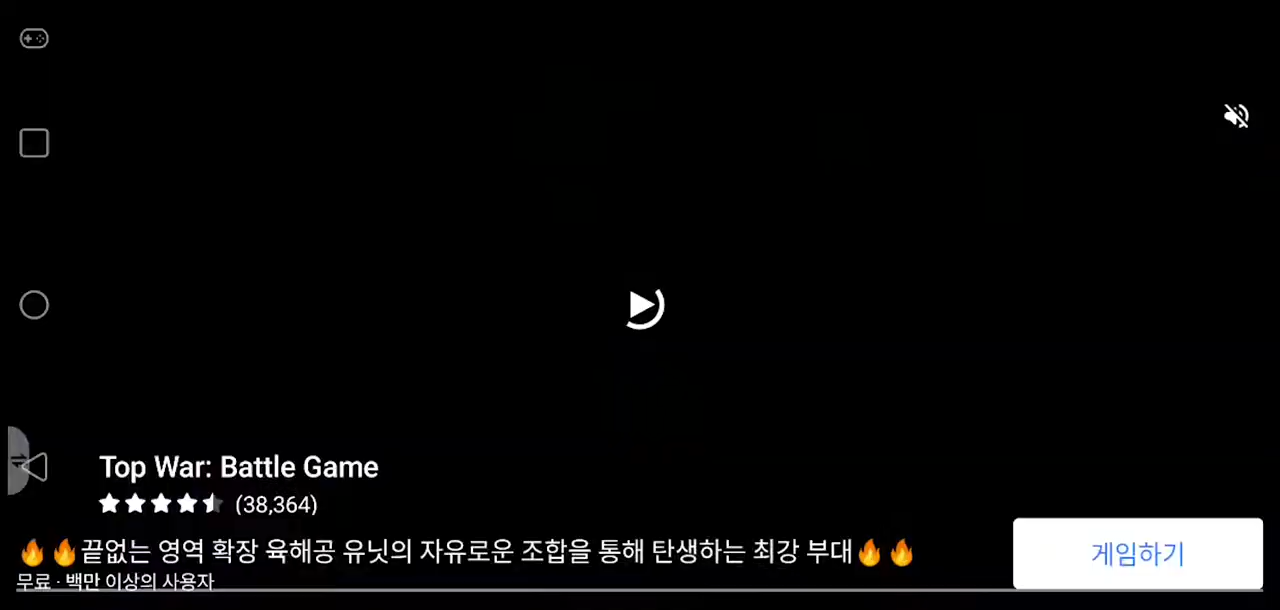 Top War: Battle Game
(38,364)
🔥🔥끝없는 영역 확장 육해공 유닛의 자유로운 조합을 통해 탄생하는 최강 부대🔥🔥
게임하기
무료 · 백만 이상의 사용자